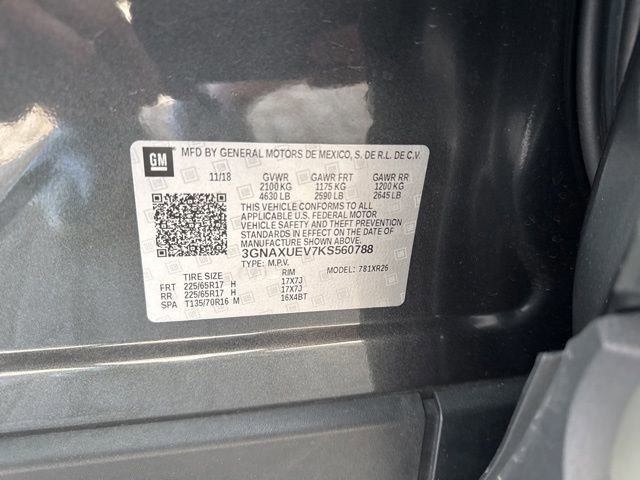 GM
MFD BY GENERAL MOTORS DE MEXICO, S. DE R.L. DE C.V.
11/18 GVWR GAWR FRT GAWR RR
2100 KG 1175 KG 1200 KG
4630 LB 2590 LB 2645 LB
THIS VEHICLE CONFORMS TO ALL
APPLICABLE U.S. FEDERAL MOTOR
VEHICLE SAFETY AND THEFT PREVENTION
STANDARDS IN EFFECT ON THE DATE OF
MANUFACTURE SHOWN ABOVE.
3GNAXUEV7KS560788
TYPE: M.P.V. MODEL: 781XR26
TIRE SIZE RIM
FRT 225/65R17 H 17X7J
RR 225/65R17 H 17X7J
SPA T135/70R16 M 16X4BT